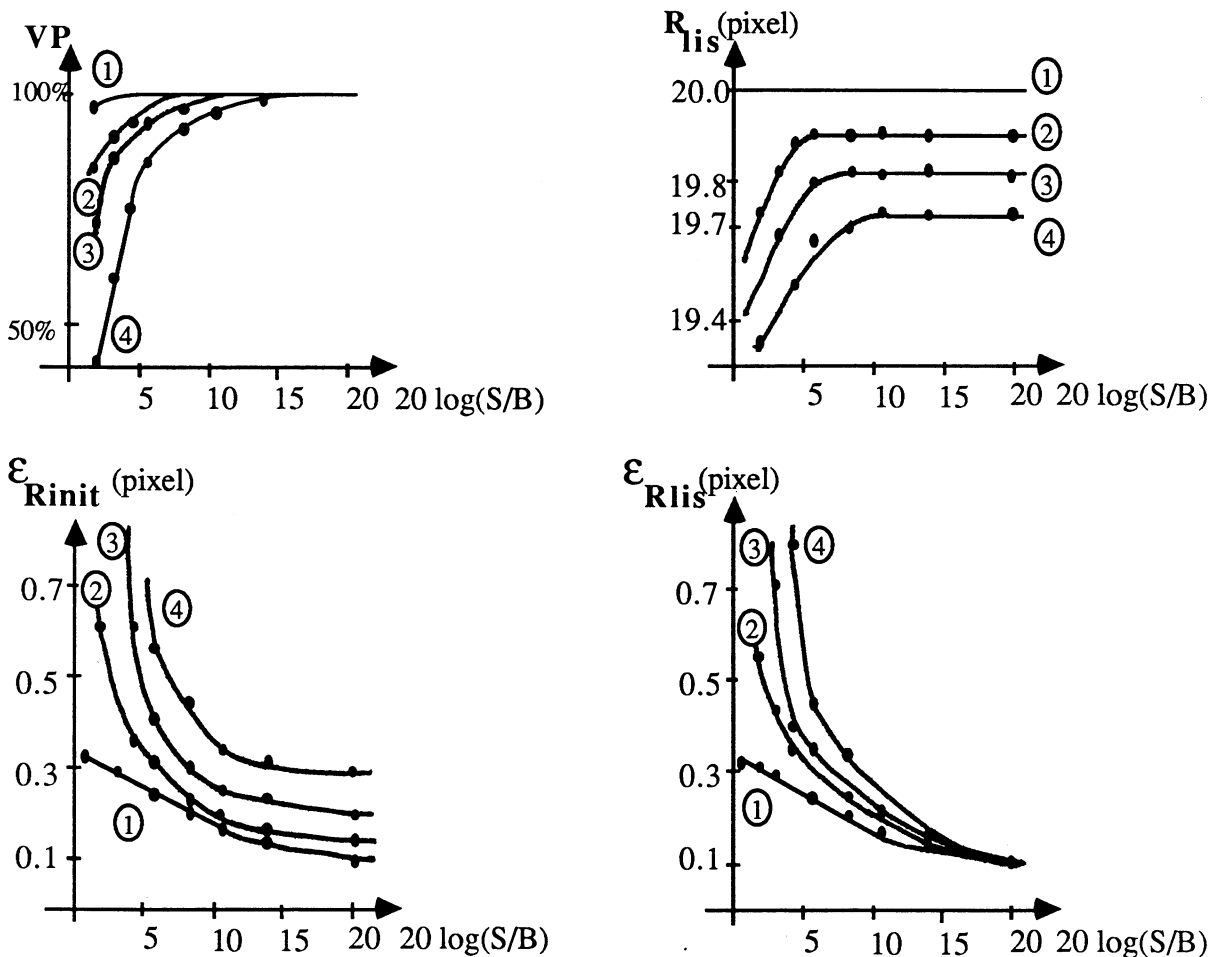 VP
100%
50%
① ② ③ ④
5 10 15 20 20 log(S/B)
R lis (pixel)
20.0
19.8
19.7
19.4
① ② ③ ④
5 10 15 20 20 log(S/B)
ε Rinit (pixel)
0.7
0.5
0.3
0.1
③ ② ④ ①
5 10 15 20 20 log(S/B)
ε Rlis (pixel)
0.7
0.5
0.3
0.1
③ ④ ② ①
5 10 15 20 20 log(S/B)